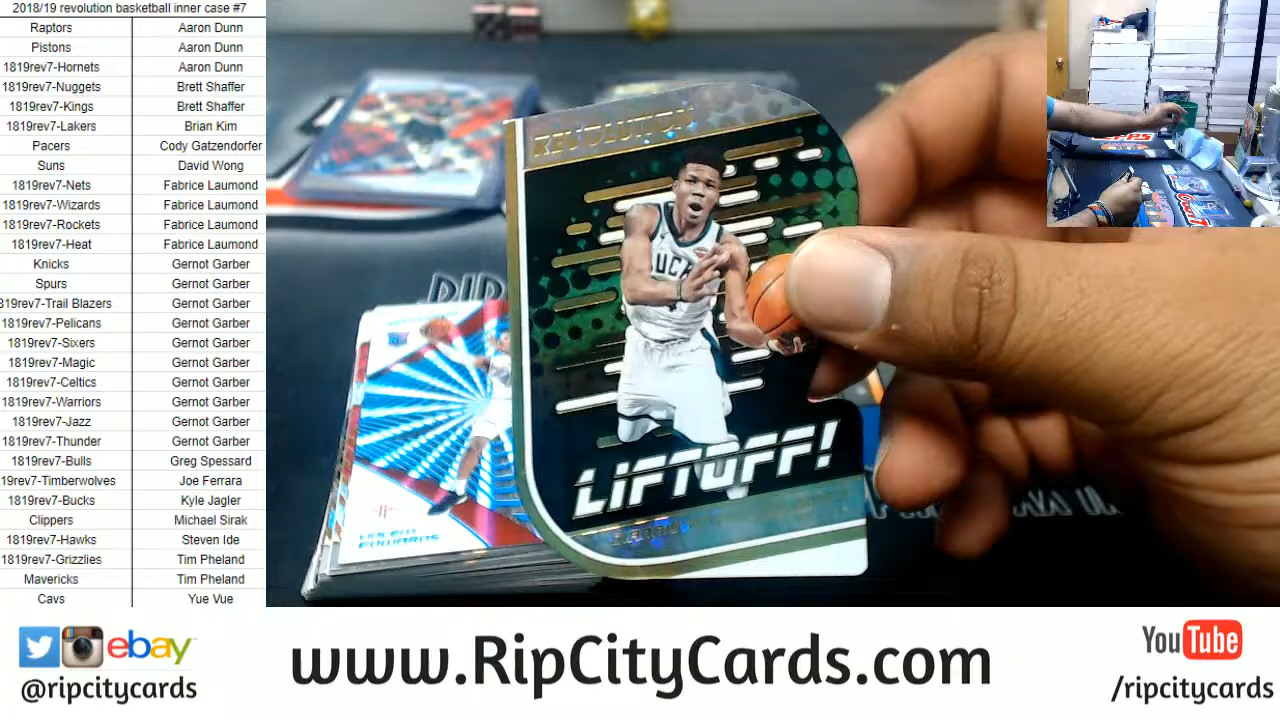 2018/19 revolution basketball inner case #7
Raptors Aaron Dunn
Pistons Aaron Dunn
1819rev7-Hornets Aaron Dunn
1819rev7-Nuggets Brett Shaffer
1819rev7-Kings Brett Shaffer
1819rev7-Lakers Brian Kim
Pacers Cody Gatzendorfer
Suns David Wong
1819rev7-Nets Fabrice Laumond
1819rev7-Wizards Fabrice Laumond
1819rev7-Rockets Fabrice Laumond
1819rev7-Heat Fabrice Laumond
Knicks Gernot Garber
Spurs Gernot Garber
819rev7-Trail Blazers Gernot Garber
1819rev7-Pelicans Gernot Garber
1819rev7-Sixers Gernot Garber
1819rev7-Magic Gernot Garber
1819rev7-Celtics Gernot Garber
1819rev7-Warriors Gernot Garber
1819rev7-Jazz Gernot Garber
1819rev7-Thunder Gernot Garber
1819rev7-Bulls Greg Spessard
19rev7-Timberwolves Joe Ferrara
1819rev7-Bucks Kyle Jagler
Clippers Michael Sirak
1819rev7-Hawks Steven Ide
1819rev7-Grizzlies Tim Pheland
Mavericks Tim Pheland
Cavs Yue Vue
REVOLUTION
BUCK
LIFTOFF!
EDWARDS
ebay
@ripcitycards
www.RipCityCards.com
YouTube
/ripcitycards